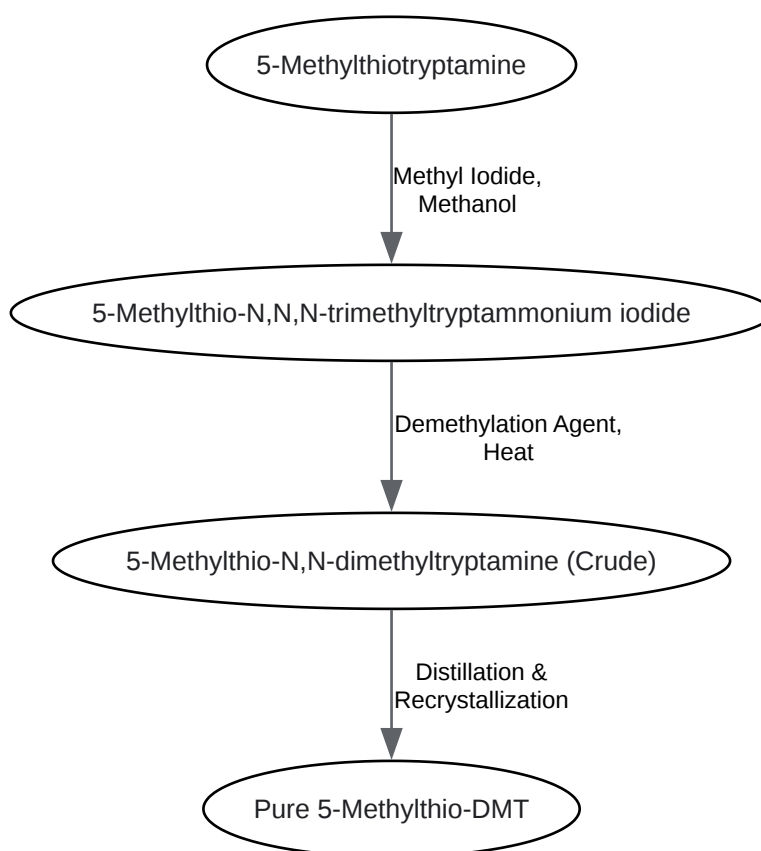 5-Methylthiotryptamine
Methyl Iodide,
Methanol
5-Methylthio-N,N,N-trimethyltryptammonium iodide
Demethylation Agent,
Heat
5-Methylthio-N,N-dimethyltryptamine (Crude)
Distillation &
Recrystallization
Pure 5-Methylthio-DMT